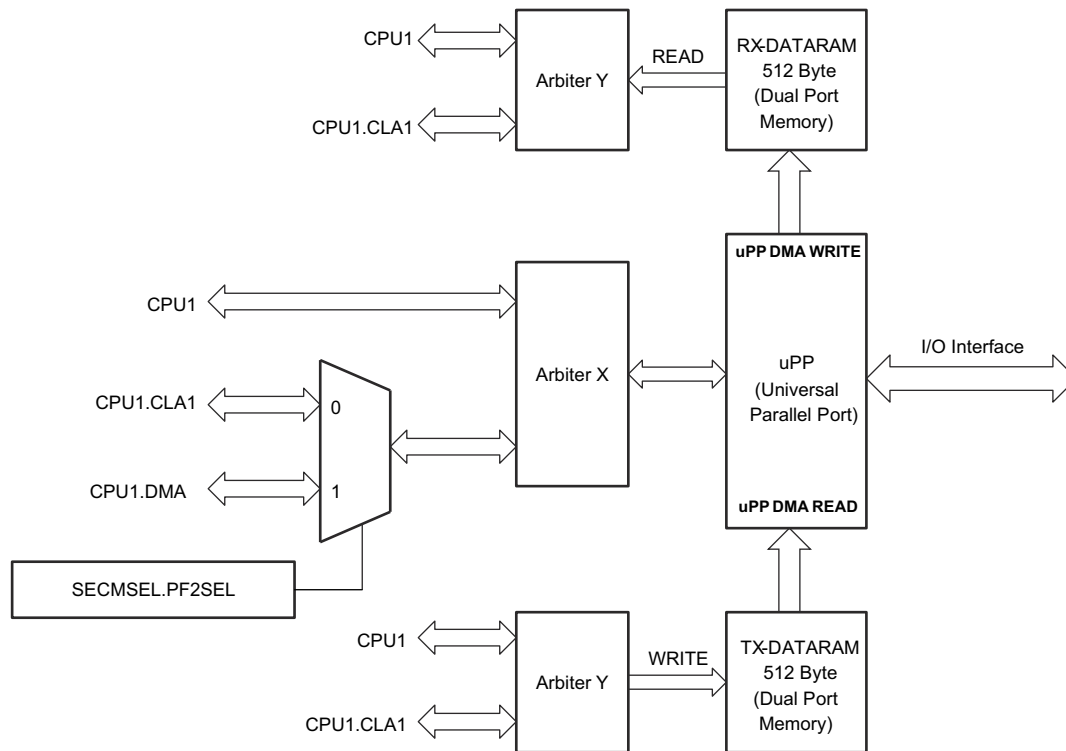 CPU1
CPU1.CLA1
Arbiter Y
READ
RX-DATARAM
512 Byte
(Dual Port
Memory)
CPU1
CPU1.CLA1
CPU1.DMA
0
1
SECMSEL.PF2SEL
Arbiter X
uPP DMA WRITE
uPP
(Universal
Parallel Port)
uPP DMA READ
I/O Interface
CPU1
CPU1.CLA1
Arbiter Y
WRITE
TX-DATARAM
512 Byte
(Dual Port
Memory)